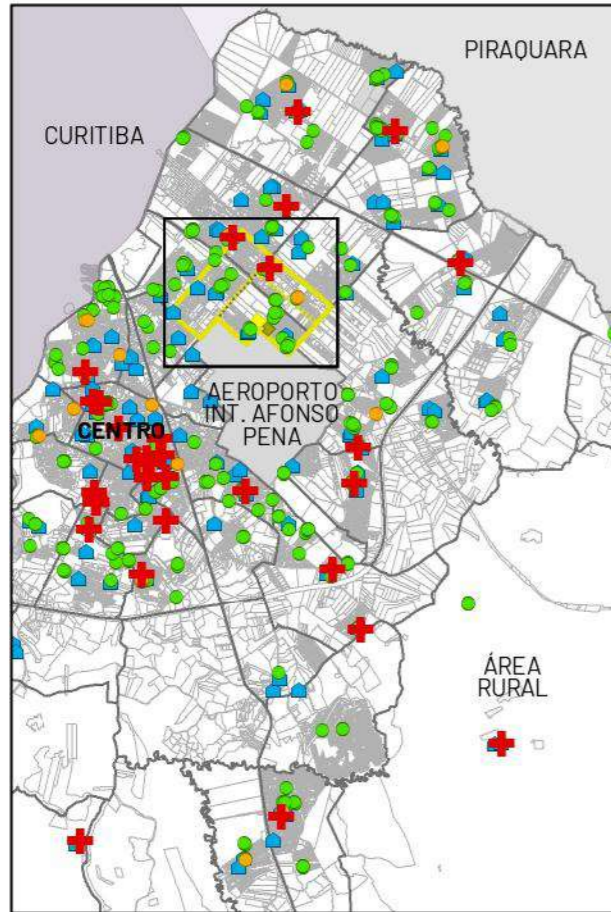 PIRAQUARA
CURITIBA
AEROPORTO
INT. AFONSO
PENA
CENTRO
ÁREA
RURAL